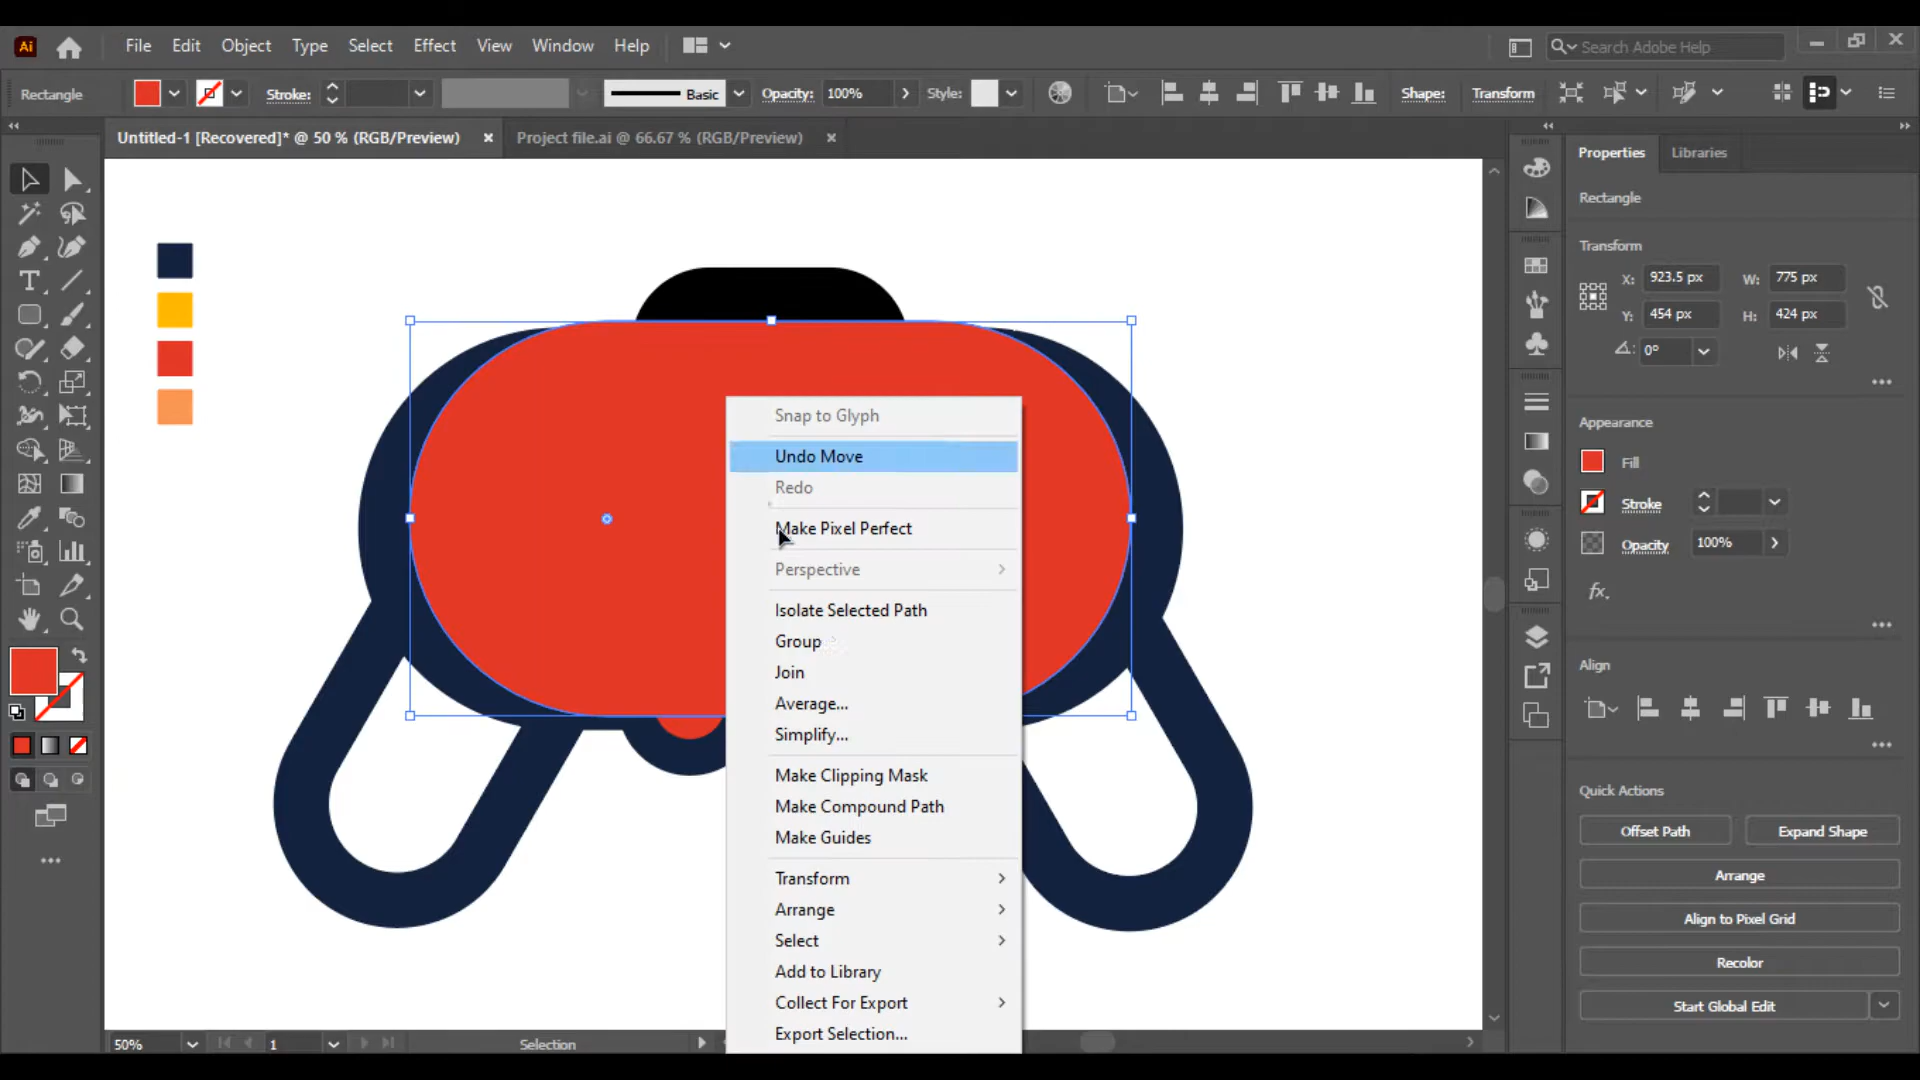 Ai File Edit Object Type Select Effect View Window Help Search Adobe Help
Rectangle Stroke: Basic Opacity: 100% Style: Shape: Transform
Untitled-1 [Recovered]* @ 50 % (RGB/Preview) Project file.ai @ 66.67 % (RGB/Preview)
Properties Libraries
Rectangle
Transform
X: 923.5 px W: 775 px
Y: 454 px H: 424 px
0°
Appearance
Fill
Stroke
Opacity 100%
fx.
Align
Quick Actions
Offset Path Expand Shape
Arrange
Align to Pixel Grid
Recolor
Start Global Edit
Snap to Glyph
Undo Move
Redo
Make Pixel Perfect
Perspective
Isolate Selected Path
Group
Join
Average...
Simplify...
Make Clipping Mask
Make Compound Path
Make Guides
Transform
Arrange
Select
Add to Library
Collect For Export
Export Selection...
50% 1 Selection